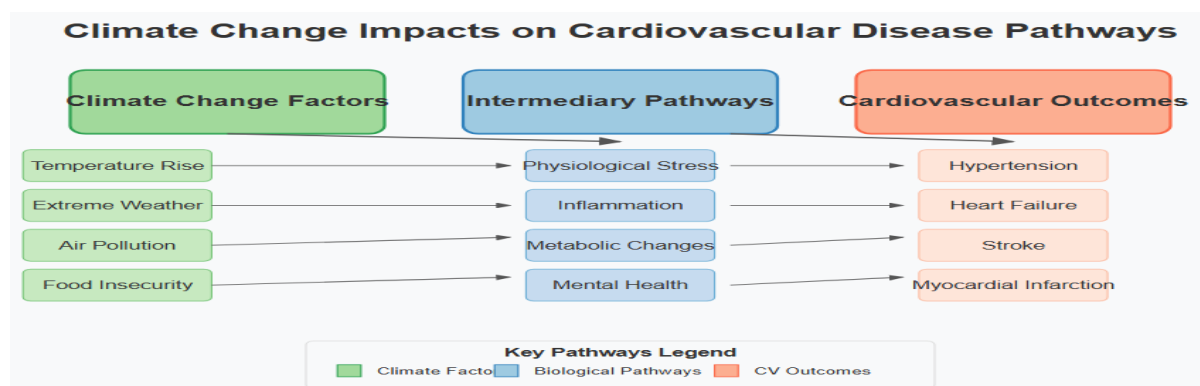 Climate Change Impacts on Cardiovascular Disease Pathways
Climate Change Factors Intermediary Pathways Cardiovascular Outcomes
Temperature Rise Physiological Stress Hypertension
Extreme Weather Inflammation Heart Failure
Air Pollution Metabolic Changes Stroke
Food Insecurity Mental Health Myocardial Infarction
Key Pathways Legend
Climate Facto Biological Pathways CV Outcomes